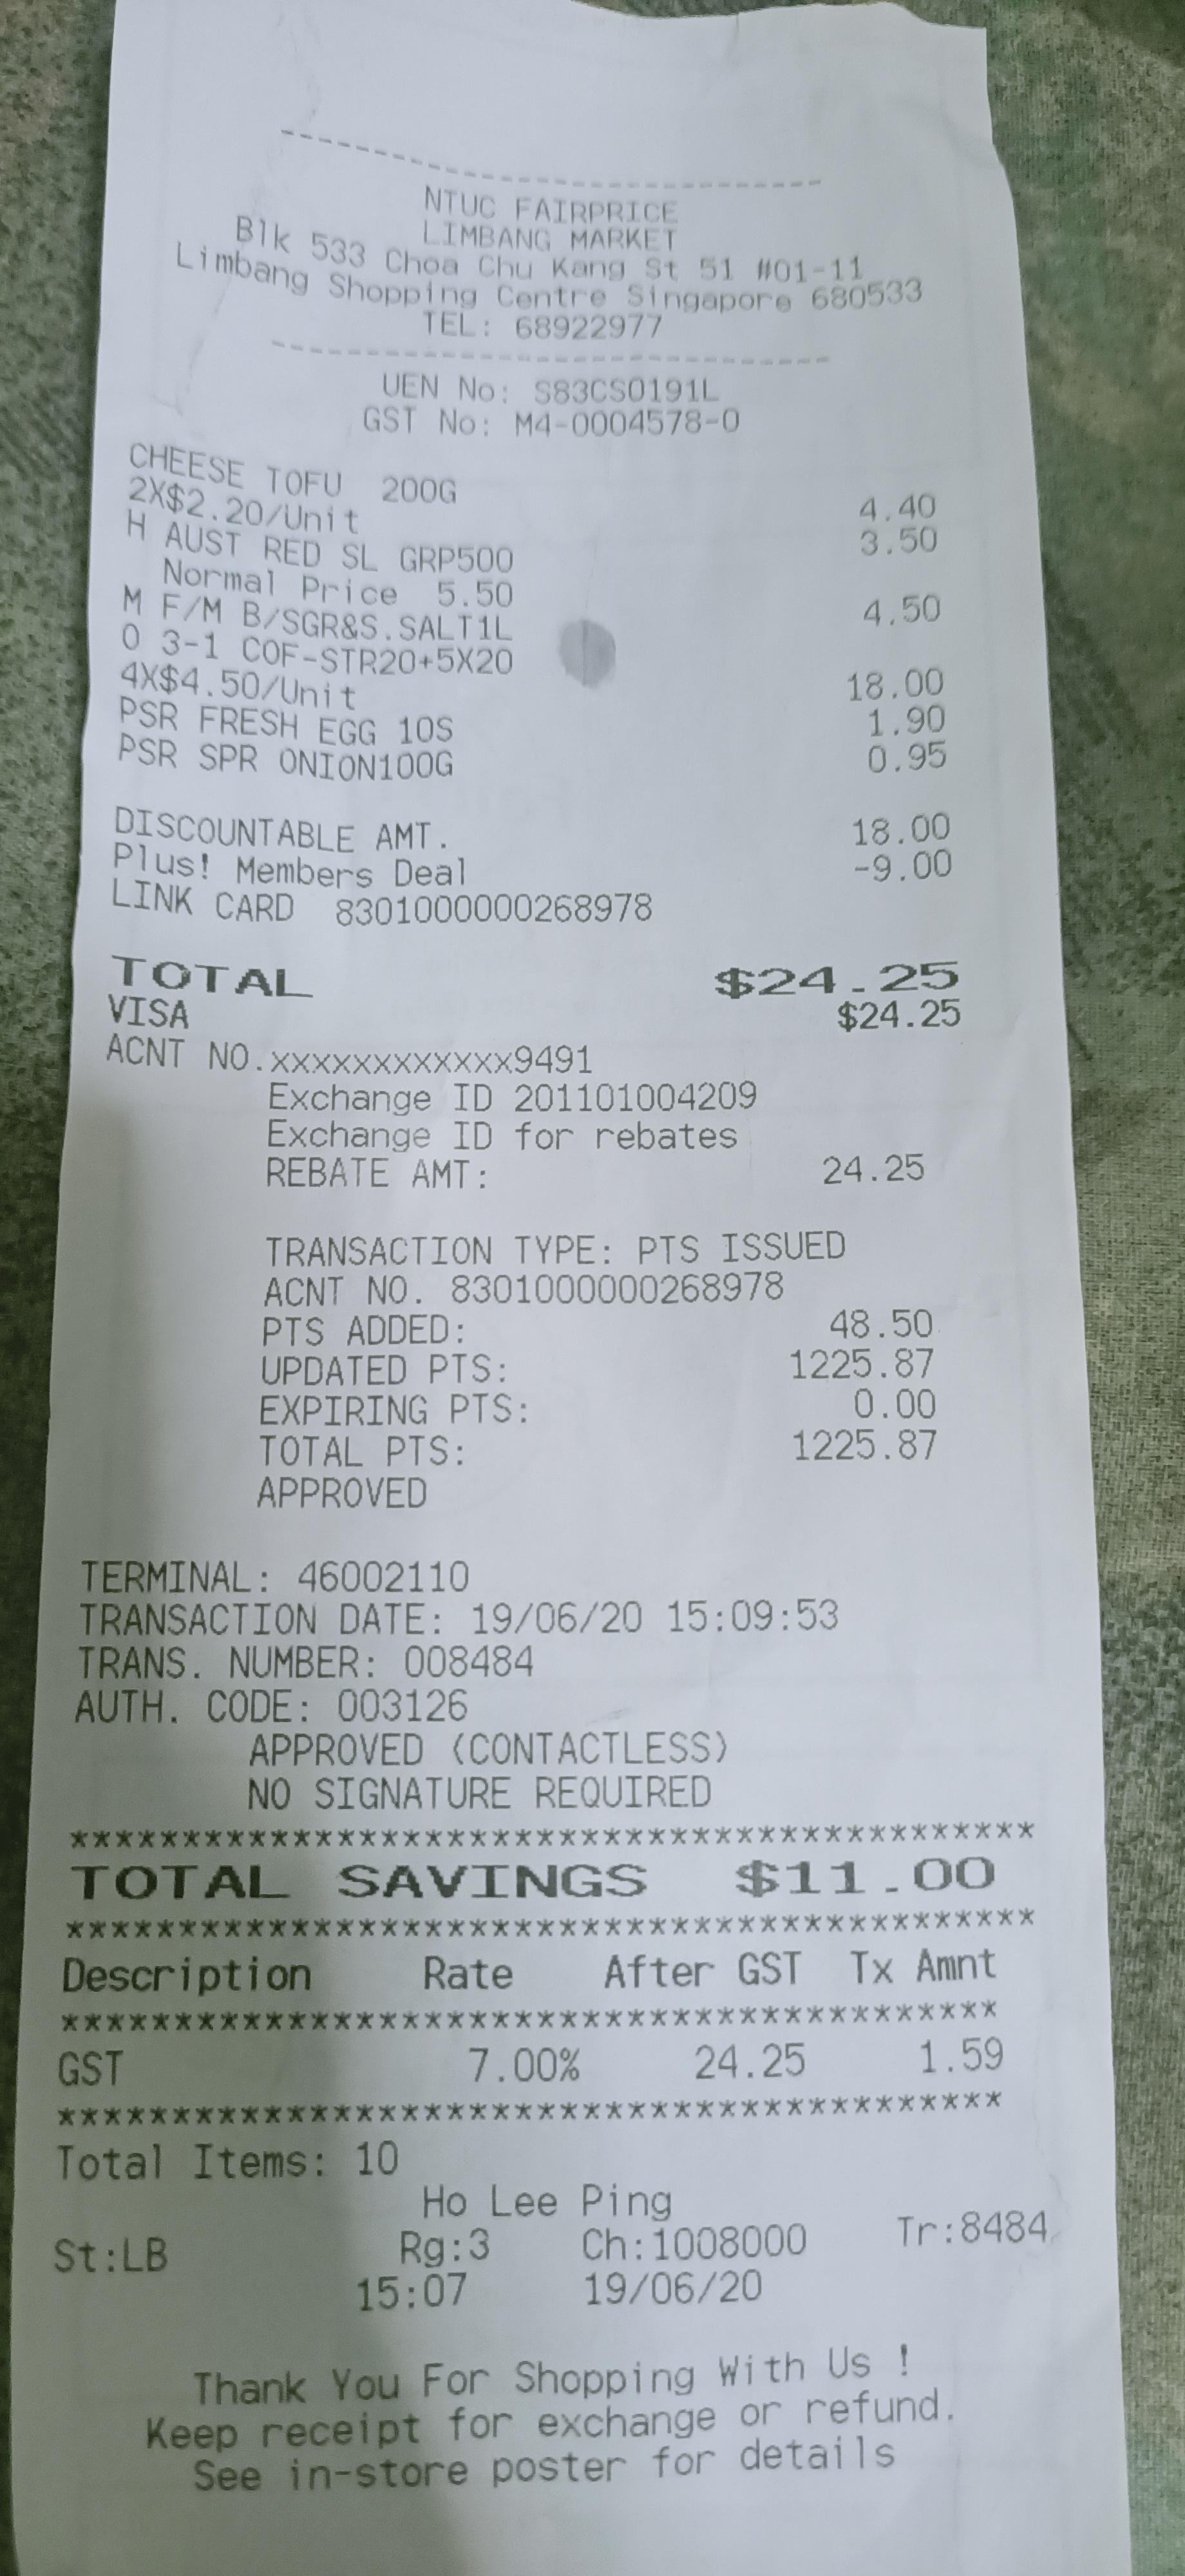 NTUC FAIRPRICE
LIMBANG MARKET
Blk 533 Choa Chu Kang St 51 #01-11
Limbang Shopping Centre Singapore 680533
TEL: 68922977
UEN No: S83CS0191L
GST No: M4-0004578-0
CHEESE TOFU 200G
2X$2.20/Unit 4.40
H AUST RED SL GRP500 3.50
Normal Price 5.50
M F/M B/SGR&S.SALT1L 4.50
O 3-1 COF-STR20+5X20
4X$4.50/Unit 18.00
PSR FRESH EGG 10S 1.90
PSR SPR ONION100G 0.95
DISCOUNTABLE AMT. 18.00
Plus! Members Deal -9.00
LINK CARD 8301000000268978
TOTAL $24.25
VISA $24.25
ACNT NO.xxxxxxxxxxxx9491
Exchange ID 201101004209
Exchange ID for rebates
REBATE AMT: 24.25
TRANSACTION TYPE: PTS ISSUED
ACNT NO. 8301000000268978
PTS ADDED: 48.50
UPDATED PTS: 1225.87
EXPIRING PTS: 0.00
TOTAL PTS: 1225.87
APPROVED
TERMINAL: 46002110
TRANSACTION DATE: 19/06/20 15:09:53
TRANS. NUMBER: 008484
AUTH. CODE: 003126
APPROVED (CONTACTLESS)
NO SIGNATURE REQUIRED
*******************************************
TOTAL SAVINGS $11.00
*******************************************
Description Rate After GST Tx Amnt
*****************************************
GST 7.00% 24.25 1.59
*****************************************
Total Items: 10
Ho Lee Ping
St:LB Rg:3 Ch:1008000 Tr:8484
15:07 19/06/20
Thank You For Shopping With Us !
Keep receipt for exchange or refund.
See in-store poster for details